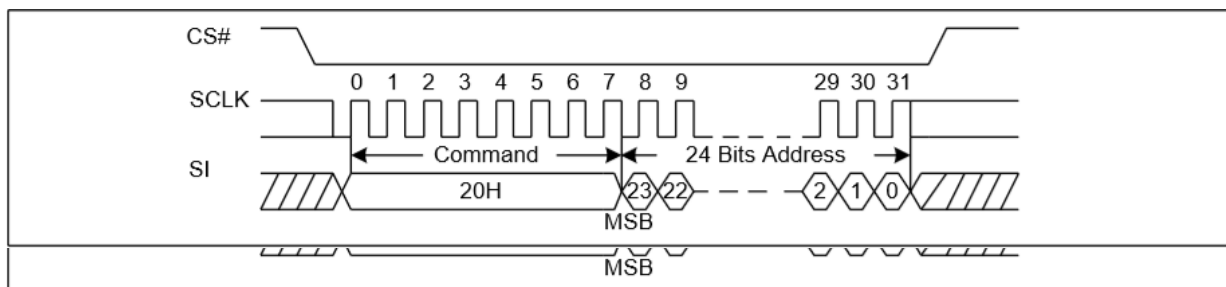 CS#
0 1 2 3 4 5 6 7 8 9 29 30 31
SCLK
Command 24 Bits Address
SI
20H 23 22 2 1 0
MSB
MSB